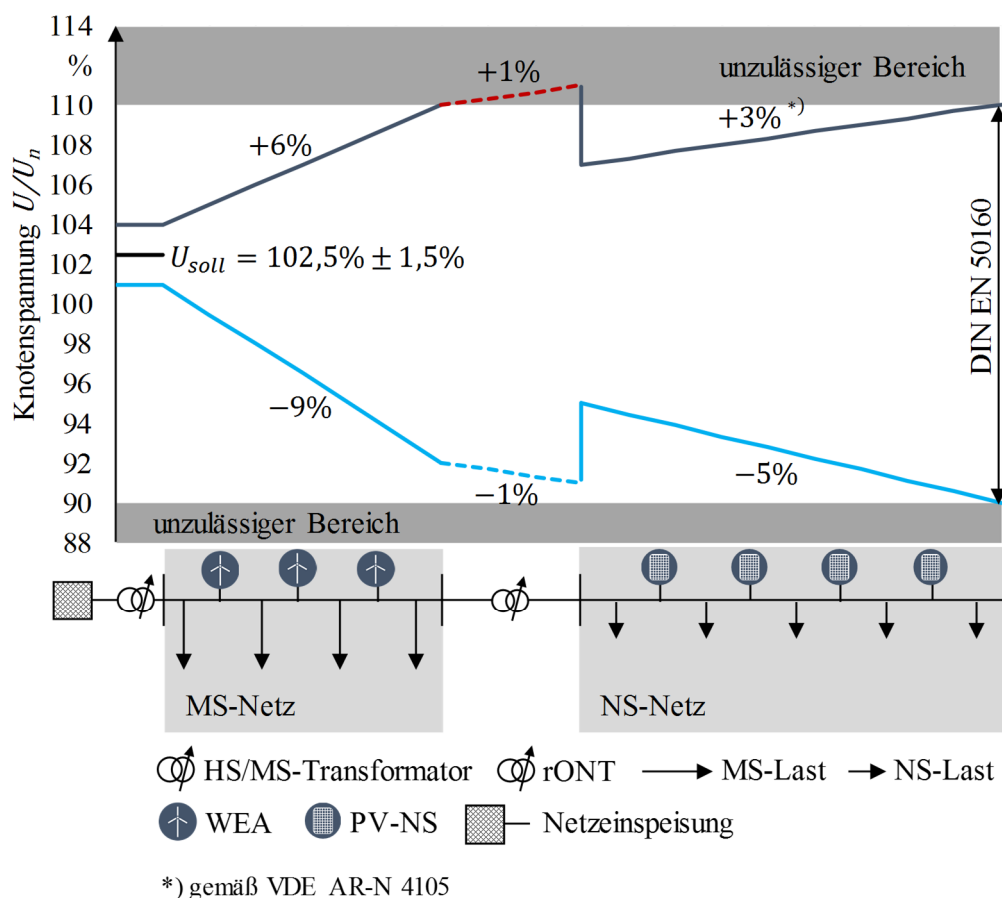 114
%
110
108
106
104
102
100
98
96
94
92
90
88
Knotenspannung U/Uₙ
unzulässiger Bereich
+1%
+6%
+3% *)
U_soll = 102,5% ± 1,5%
−9%
−1%
−5%
DIN EN 50160
unzulässiger Bereich
MS-Netz
NS-Netz
HS/MS-Transformator
rONT
MS-Last
NS-Last
WEA
PV-NS
Netzeinspeisung
*) gemäß VDE AR-N 4105